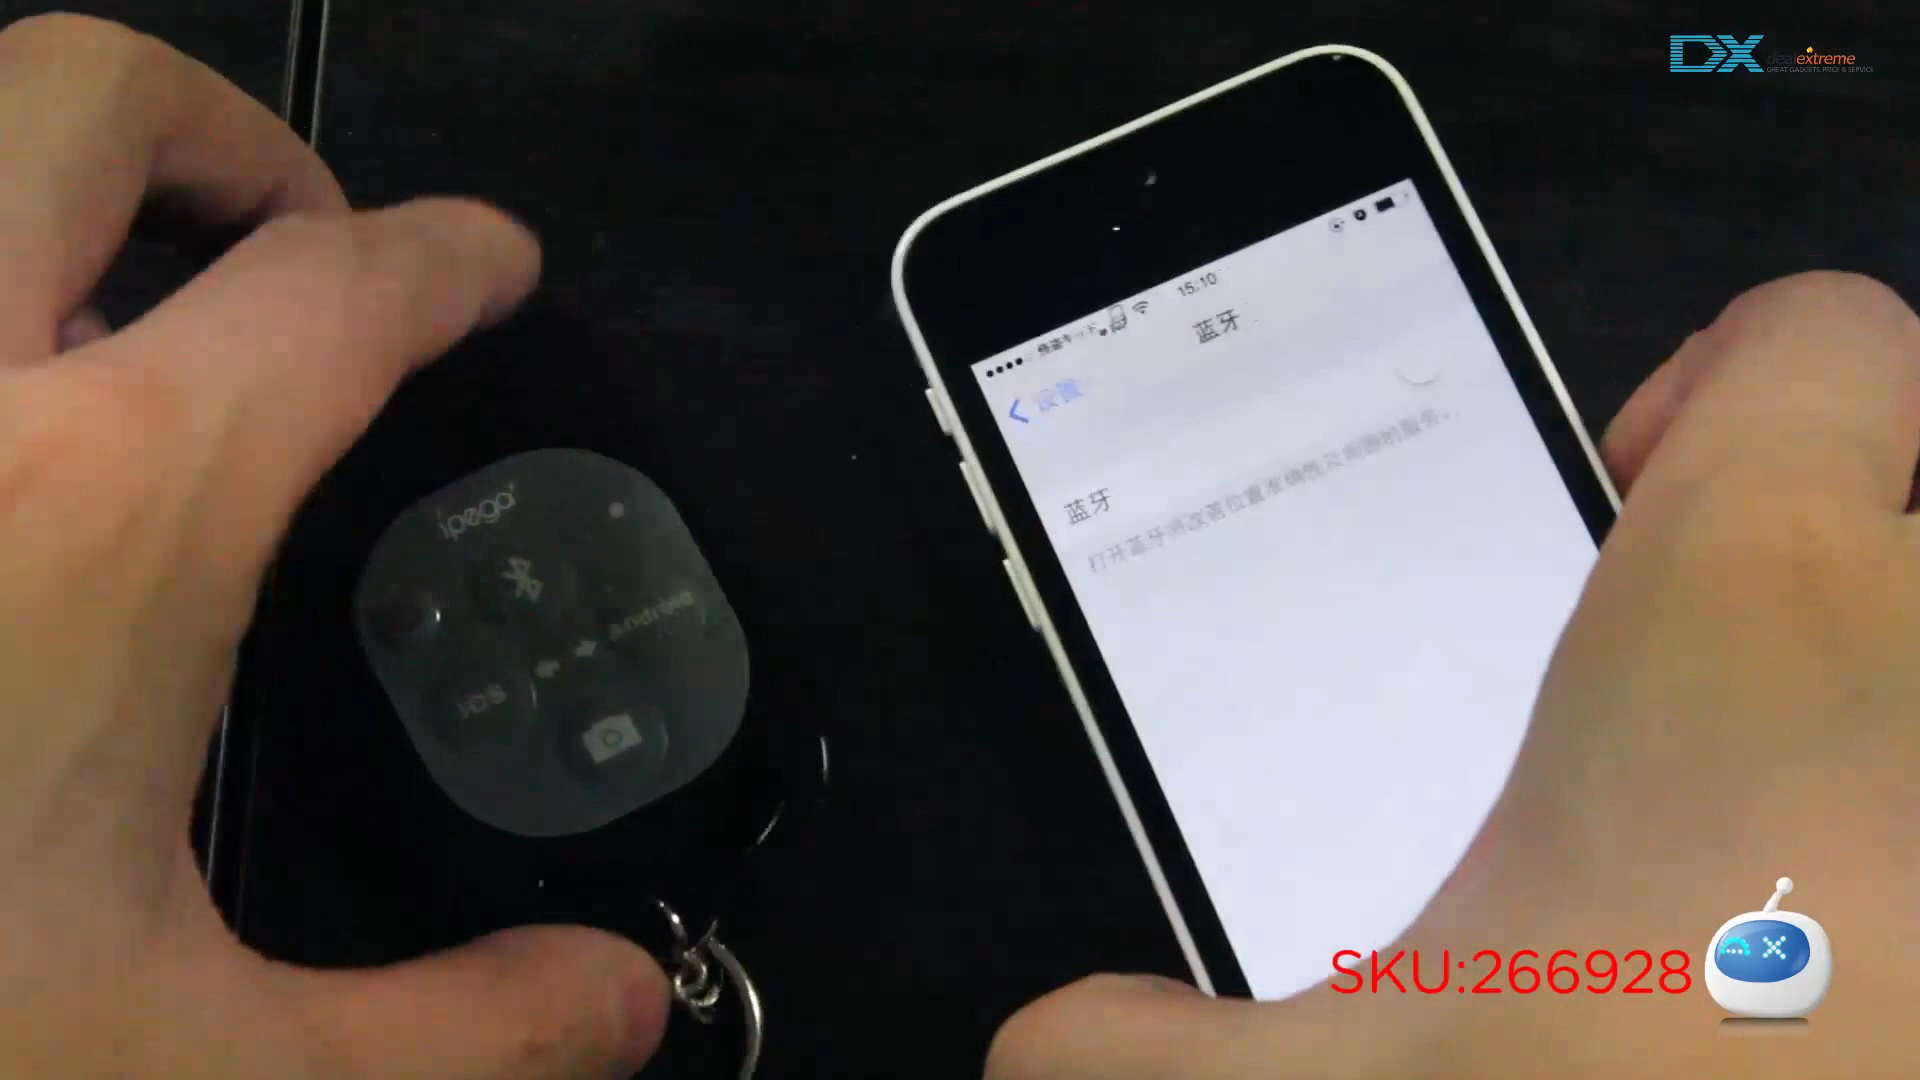 DX dealextreme
GREAT GADGETS, PRICE & SERVICE
15:10
蓝牙
设置
蓝牙
ipega
android
iOS
SKU:266928